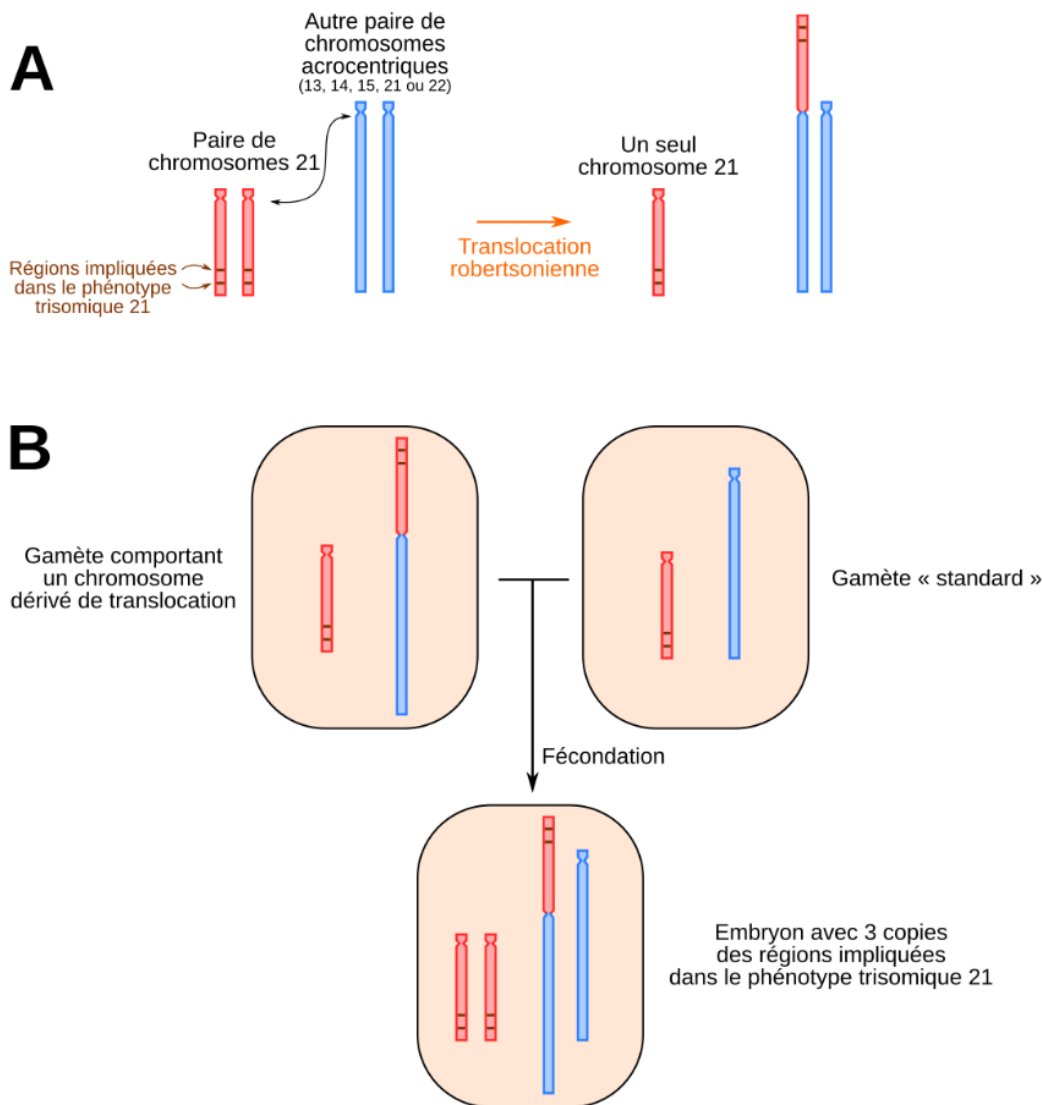 A
Autre paire de
chromosomes
acrocentriques
(13, 14, 15, 21 ou 22)
Paire de
chromosomes 21
Un seul
chromosome 21
Régions impliquées
dans le phénotype
trisomique 21
Translocation
robertsonienne
B
Gamète comportant
un chromosome
dérivé de translocation
Gamète « standard »
Fécondation
Embryon avec 3 copies
des régions impliquées
dans le phénotype trisomique 21